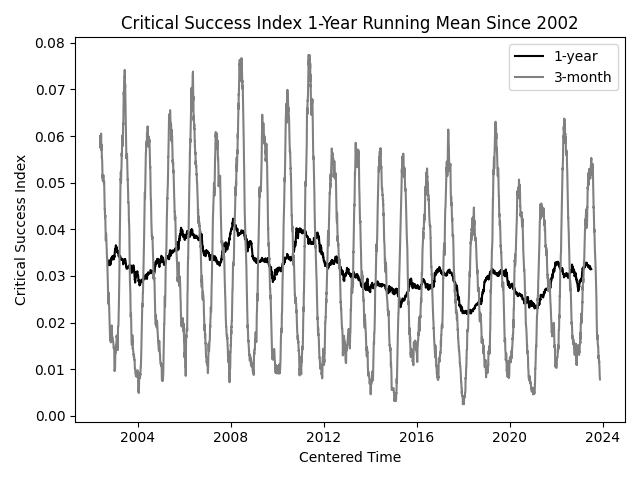 Critical Success Index 1-Year Running Mean Since 2002
1-year
3-month
Critical Success Index
0.08
0.07
0.06
0.05
0.04
0.03
0.02
0.01
0.00
2004 2008 2012 2016 2020 2024
Centered Time